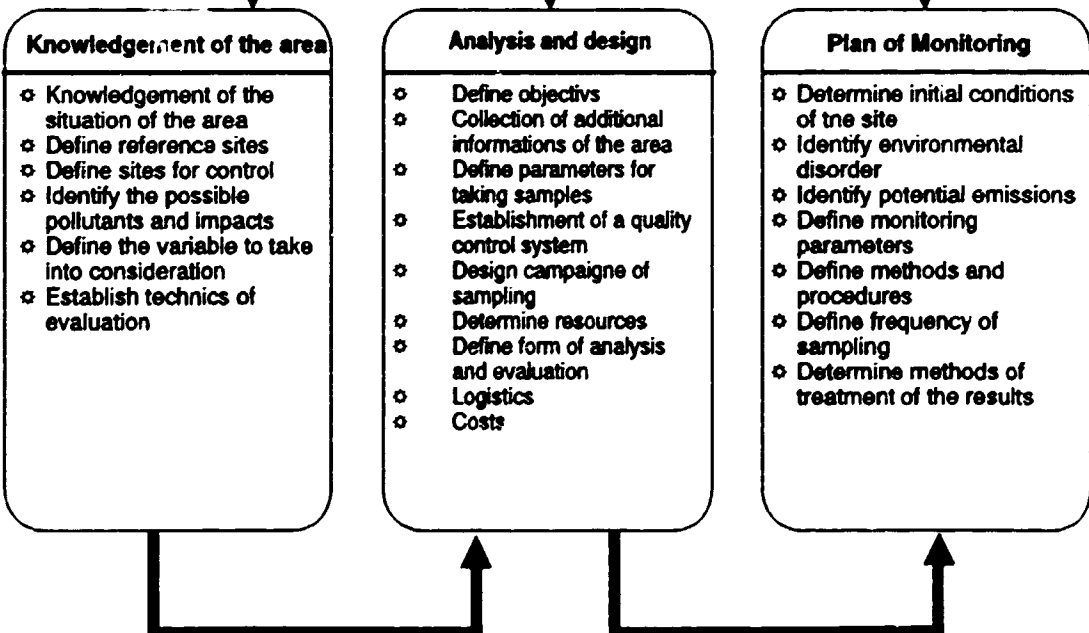 Knowledgement of the area
✿ Knowledgement of the
situation of the area
✿ Define reference sites
✿ Define sites for control
✿ Identify the possible
pollutants and impacts
✿ Define the variable to take
into consideration
✿ Establish technics of
evaluation
Analysis and design
✿ Define objectivs
✿ Collection of additional
informations of the area
✿ Define parameters for
taking samples
✿ Establishment of a quality
control system
✿ Design campaigne of
sampling
✿ Determine resources
✿ Define form of analysis
and evaluation
✿ Logistics
✿ Costs
Plan of Monitoring
✿ Determine initial conditions
of the site
✿ Identify environmental
disorder
✿ Identify potential emissions
✿ Define monitoring
parameters
✿ Define methods and
procedures
✿ Define frequency of
sampling
✿ Determine methods of
treatment of the results